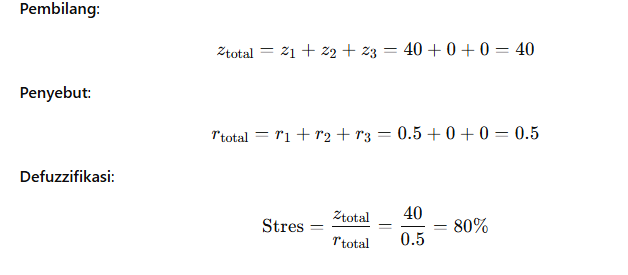 Pembilang:
z_total = z_1 + z_2 + z_3 = 40 + 0 + 0 = 40
Penyebut:
r_total = r_1 + r_2 + r_3 = 0.5 + 0 + 0 = 0.5
Defuzzifikasi:
Stres = z_total / r_total = 40 / 0.5 = 80%